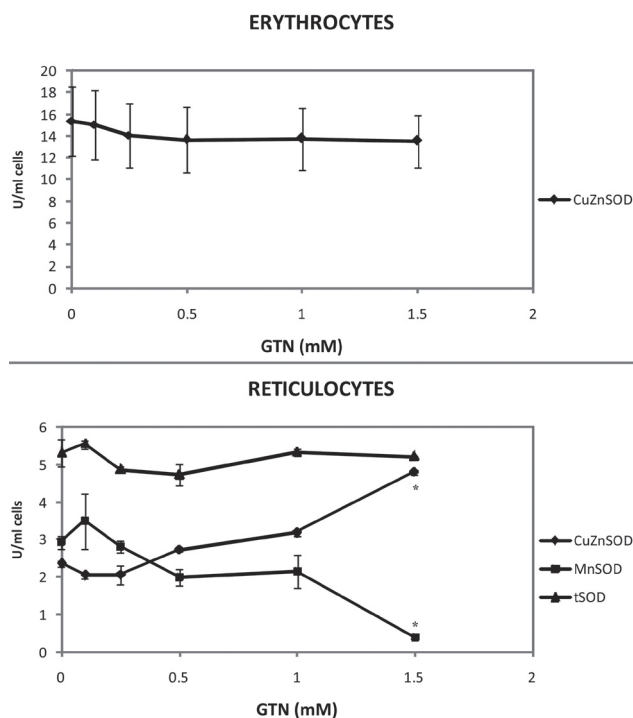 ERYTHROCYTES
20
18
16
14
12
10
8
6
4
2
0
U/ml cells
0 0.5 1 1.5 2
GTN (mM)
CuZnSOD
RETICULOCYTES
6
5
4
3
2
1
0
U/ml cells
*
*
0 0.5 1 1.5 2
GTN (mM)
CuZnSOD
MnSOD
tSOD